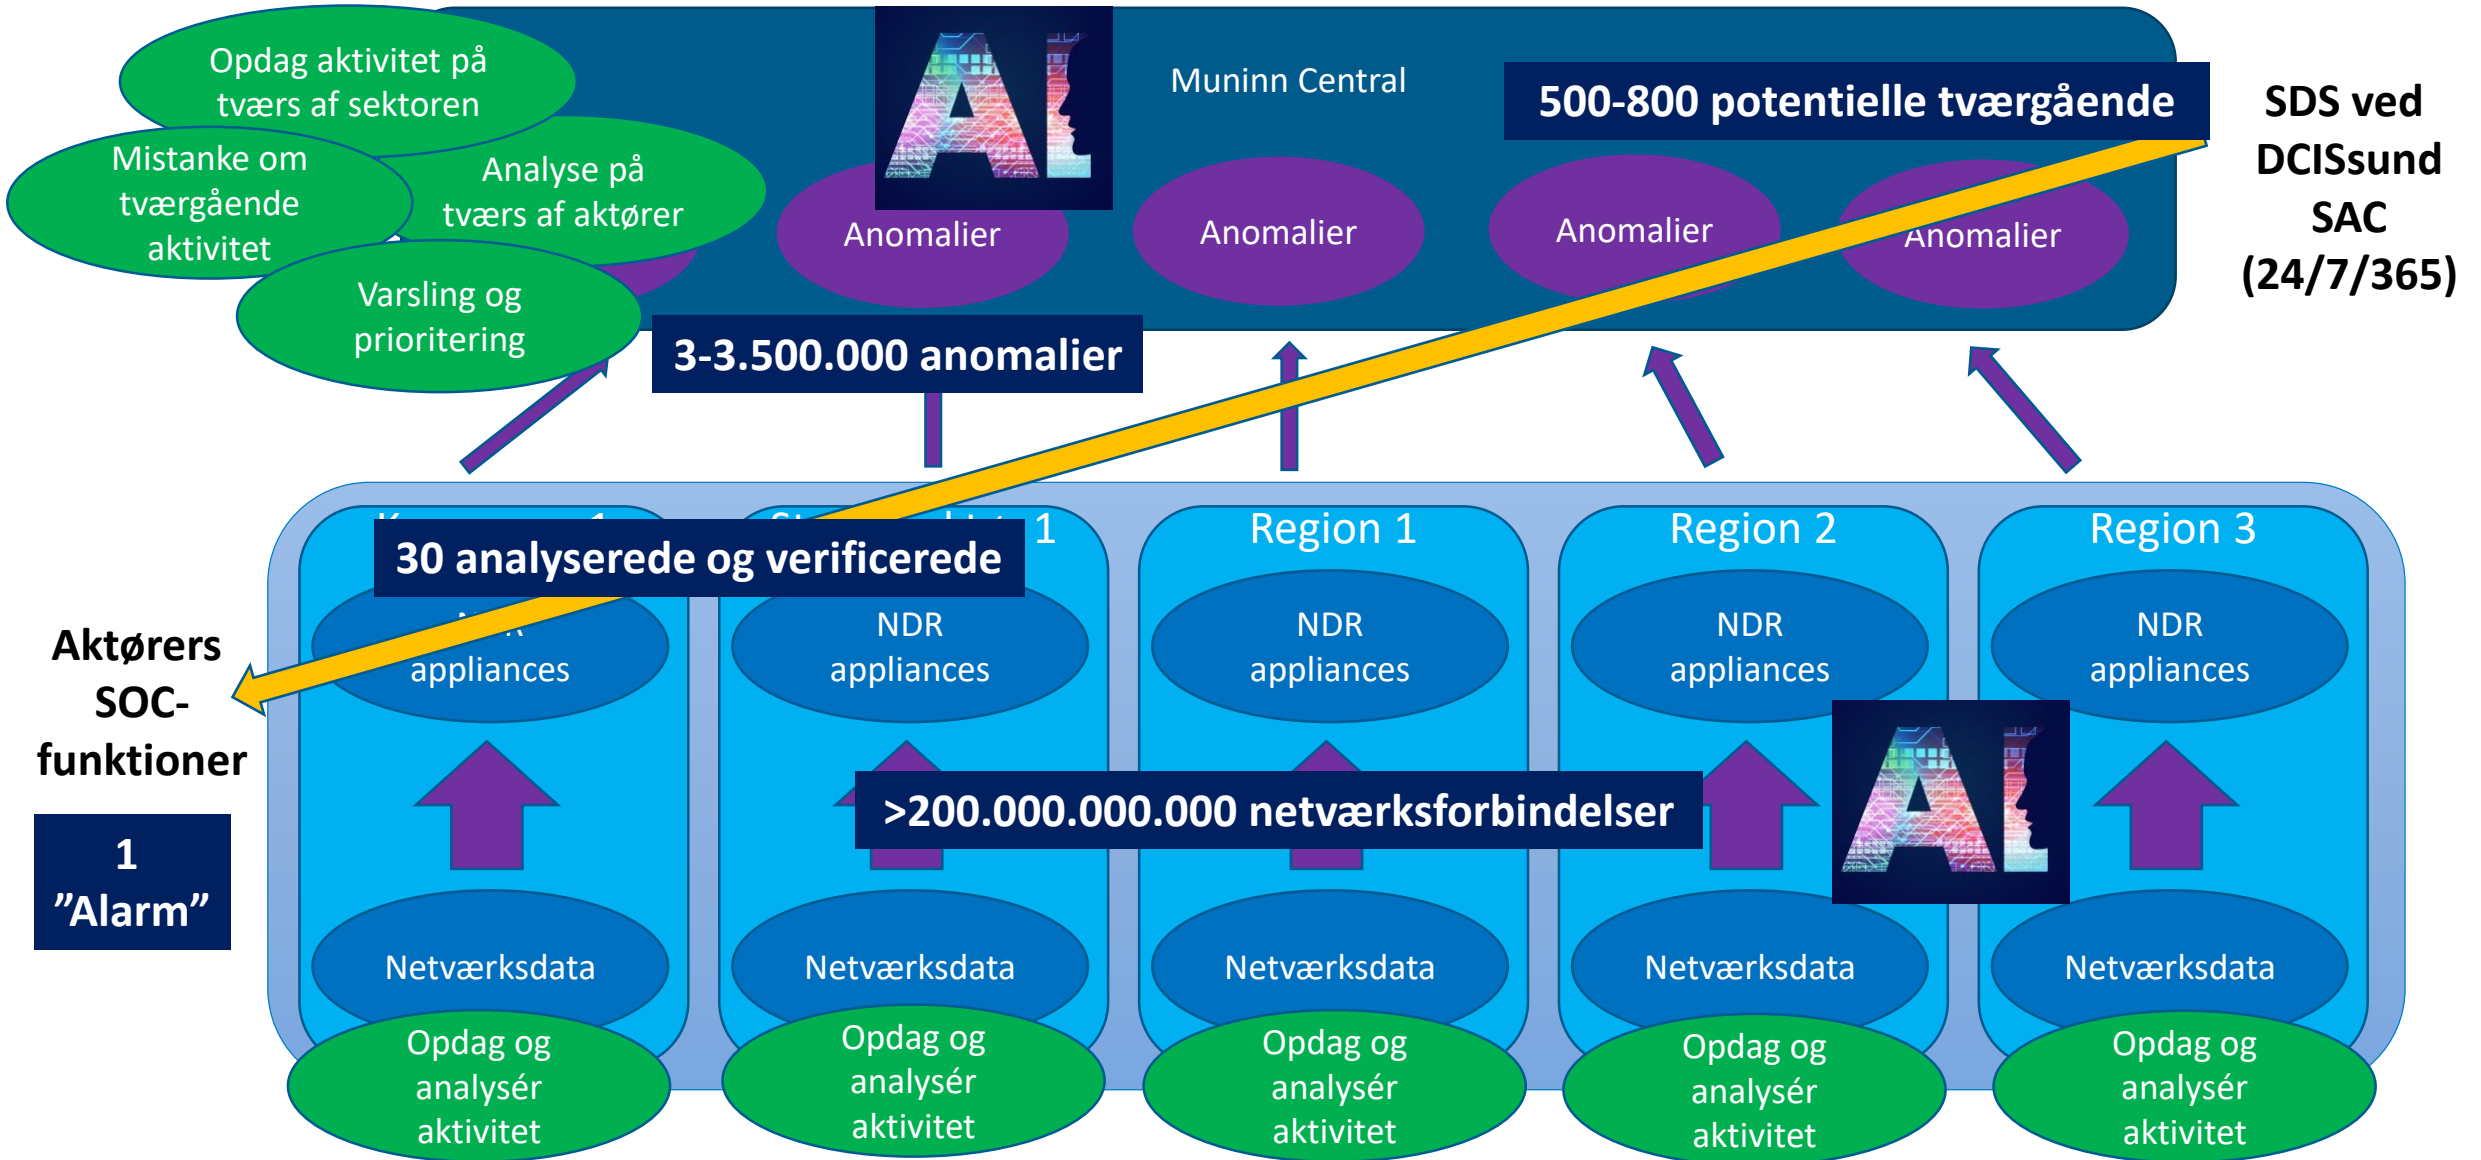 Opdag aktivitet på
tværs af sektoren
Mistanke om
tværgående
aktivitet
Analyse på
tværs af aktører
Varsling og
prioritering
AI
Muninn Central
500-800 potentielle tværgående
SDS ved
DCISsund
SAC
(24/7/365)
Anomalier
Anomalier
Anomalier
Anomalier
3-3.500.000 anomalier
1
1
Region 1
Region 2
Region 3
30 analyserede og verificerede
Aktørers
SOC-
funktioner
1
”Alarm”
NDR
appliances
NDR
appliances
NDR
appliances
NDR
appliances
NDR
appliances
>200.000.000.000 netværksforbindelser
AI
Netværksdata
Netværksdata
Netværksdata
Netværksdata
Netværksdata
Opdag og
analysér
aktivitet
Opdag og
analysér
aktivitet
Opdag og
analysér
aktivitet
Opdag og
analysér
aktivitet
Opdag og
analysér
aktivitet